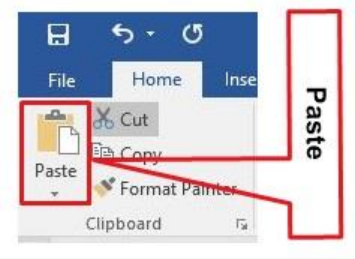 File Home Inse
Cut
Copy
Paste
Format Painter
Clipboard
Paste